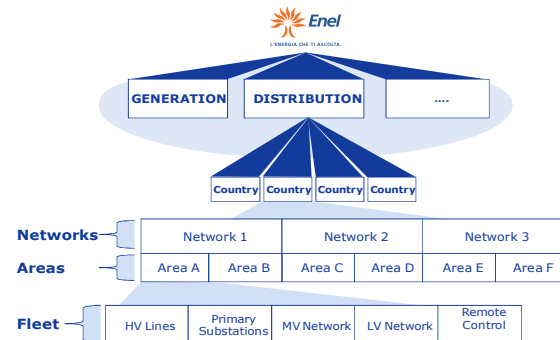 Enel
L'ENERGIA CHE TI ASCOLTA.
GENERATION
DISTRIBUTION
....
Country
Country
Country
Country
Networks
Network 1
Network 2
Network 3
Areas
Area A
Area B
Area C
Area D
Area E
Area F
Fleet
HV Lines
Primary
Substations
MV Network
LV Network
Remote
Control